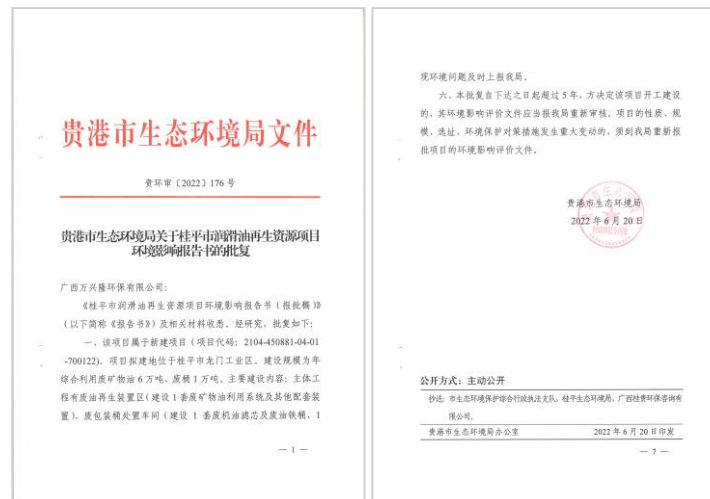 贵港市生态环境局文件
贵环审〔2022〕176 号
贵港市生态环境局关于桂平市润滑油再生资源项目
环境影响报告书的批复
广西万兴隆环保有限公司:
《桂平市润滑油再生资源项目环境影响报告书(报批稿)》
(以下简称《报告书》)及相关材料收悉。经研究,批复如下:
一、该项目属于新建项目(项目代码:2104-450881-04-01
-700122)。项目拟建地位于桂平市龙门工业区,建设规模为年
综合利用废矿物油 6 万吨、废桶 1 万吨。主要建设内容:主体工
程有废油再生装置区(建设 1 套废矿物油利用系统及其他配套装
置)、废包装桶处置车间(建设 1 套废机油滤芯及废油铁桶、1
— 1 —
现环境问题及时上报我局。
六、本批复自下达之日起超过 5 年,方决定该项目开工建设
的,其环境影响评价文件应当报我局重新审核。项目的性质、规
模、选址、环境保护对策措施发生重大变动的,须到我局重新报
批项目的环境影响评价文件。
贵港市生态环境局
2022 年 6 月 20 日
公开方式:主动公开
抄送:市生态环境保护综合行政执法支队,桂平生态环境局,广西桂贵环保咨询有
限公司。
贵港市生态环境局办公室 2022 年 6 月 20 日印发
— 7 —